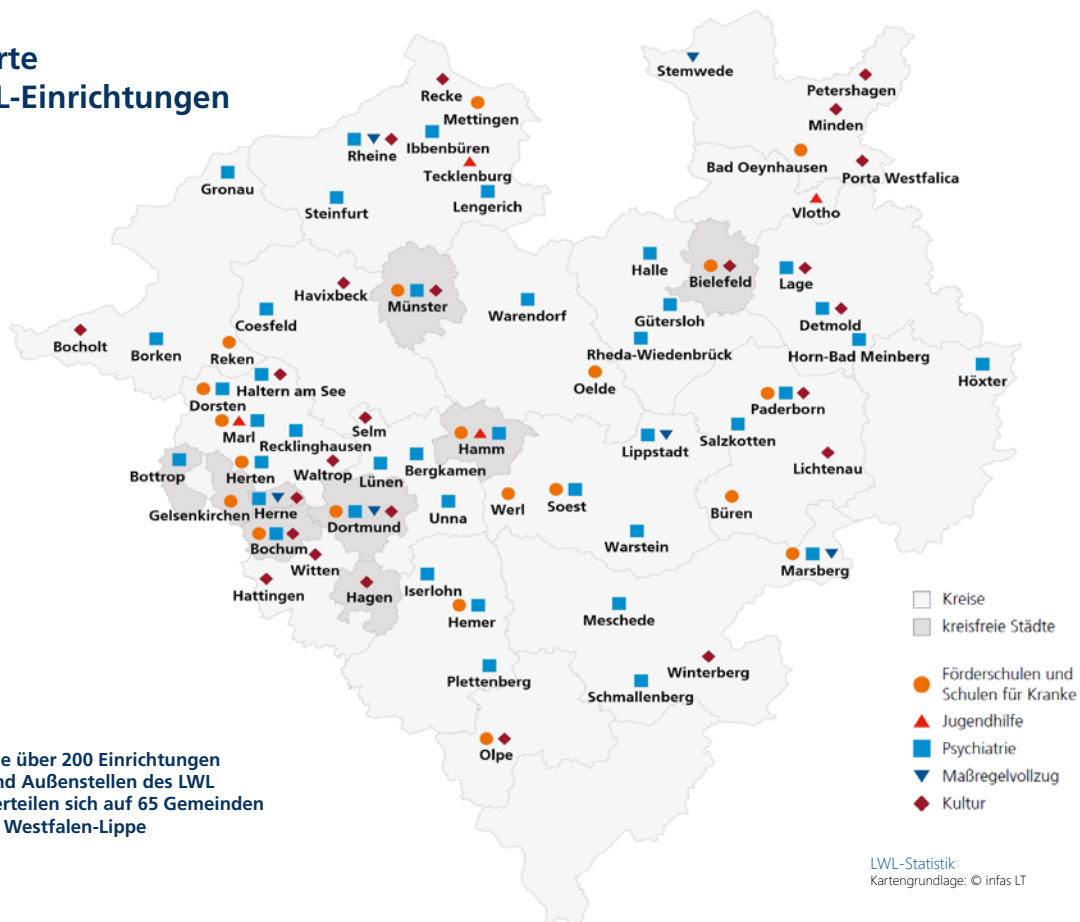 rte
L-Einrichtungen
Stemwede
Petershagen
Recke
Mettingen
Minden
Rheine
Ibbenbüren
Bad Oeynhausen
Tecklenburg
Porta Westfalica
Gronau
Lengerich
Steinfurt
Vlotho
Halle
Bielefeld
Lage
Havixbeck
Münster
Warendorf
Gütersloh
Detmold
Coesfeld
Bocholt
Borken
Reken
Rheda-Wiedenbrück
Horn-Bad Meinberg
Höxter
Oelde
Haltern am See
Dorsten
Paderborn
Marl
Recklinghausen
Selm
Hamm
Lippstadt
Salzkotten
Lichtenau
Bottrop
Herten
Waltrop
Lünen
Bergkamen
Gelsenkirchen
Herne
Dortmund
Unna
Werl
Soest
Büren
Bochum
Witten
Warstein
Marsberg
Hattingen
Hagen
Iserlohn
Hemer
Meschede
Plettenberg
Schmallenberg
Winterberg
Olpe
Kreise
kreisfreie Städte
Förderschulen und
Schulen für Kranke
Jugendhilfe
Psychiatrie
Maßregelvollzug
Kultur
e über 200 Einrichtungen
nd Außenstellen des LWL
erteilen sich auf 65 Gemeinden
Westfalen-Lippe
LWL-Statistik
Kartengrundlage: © infas LT